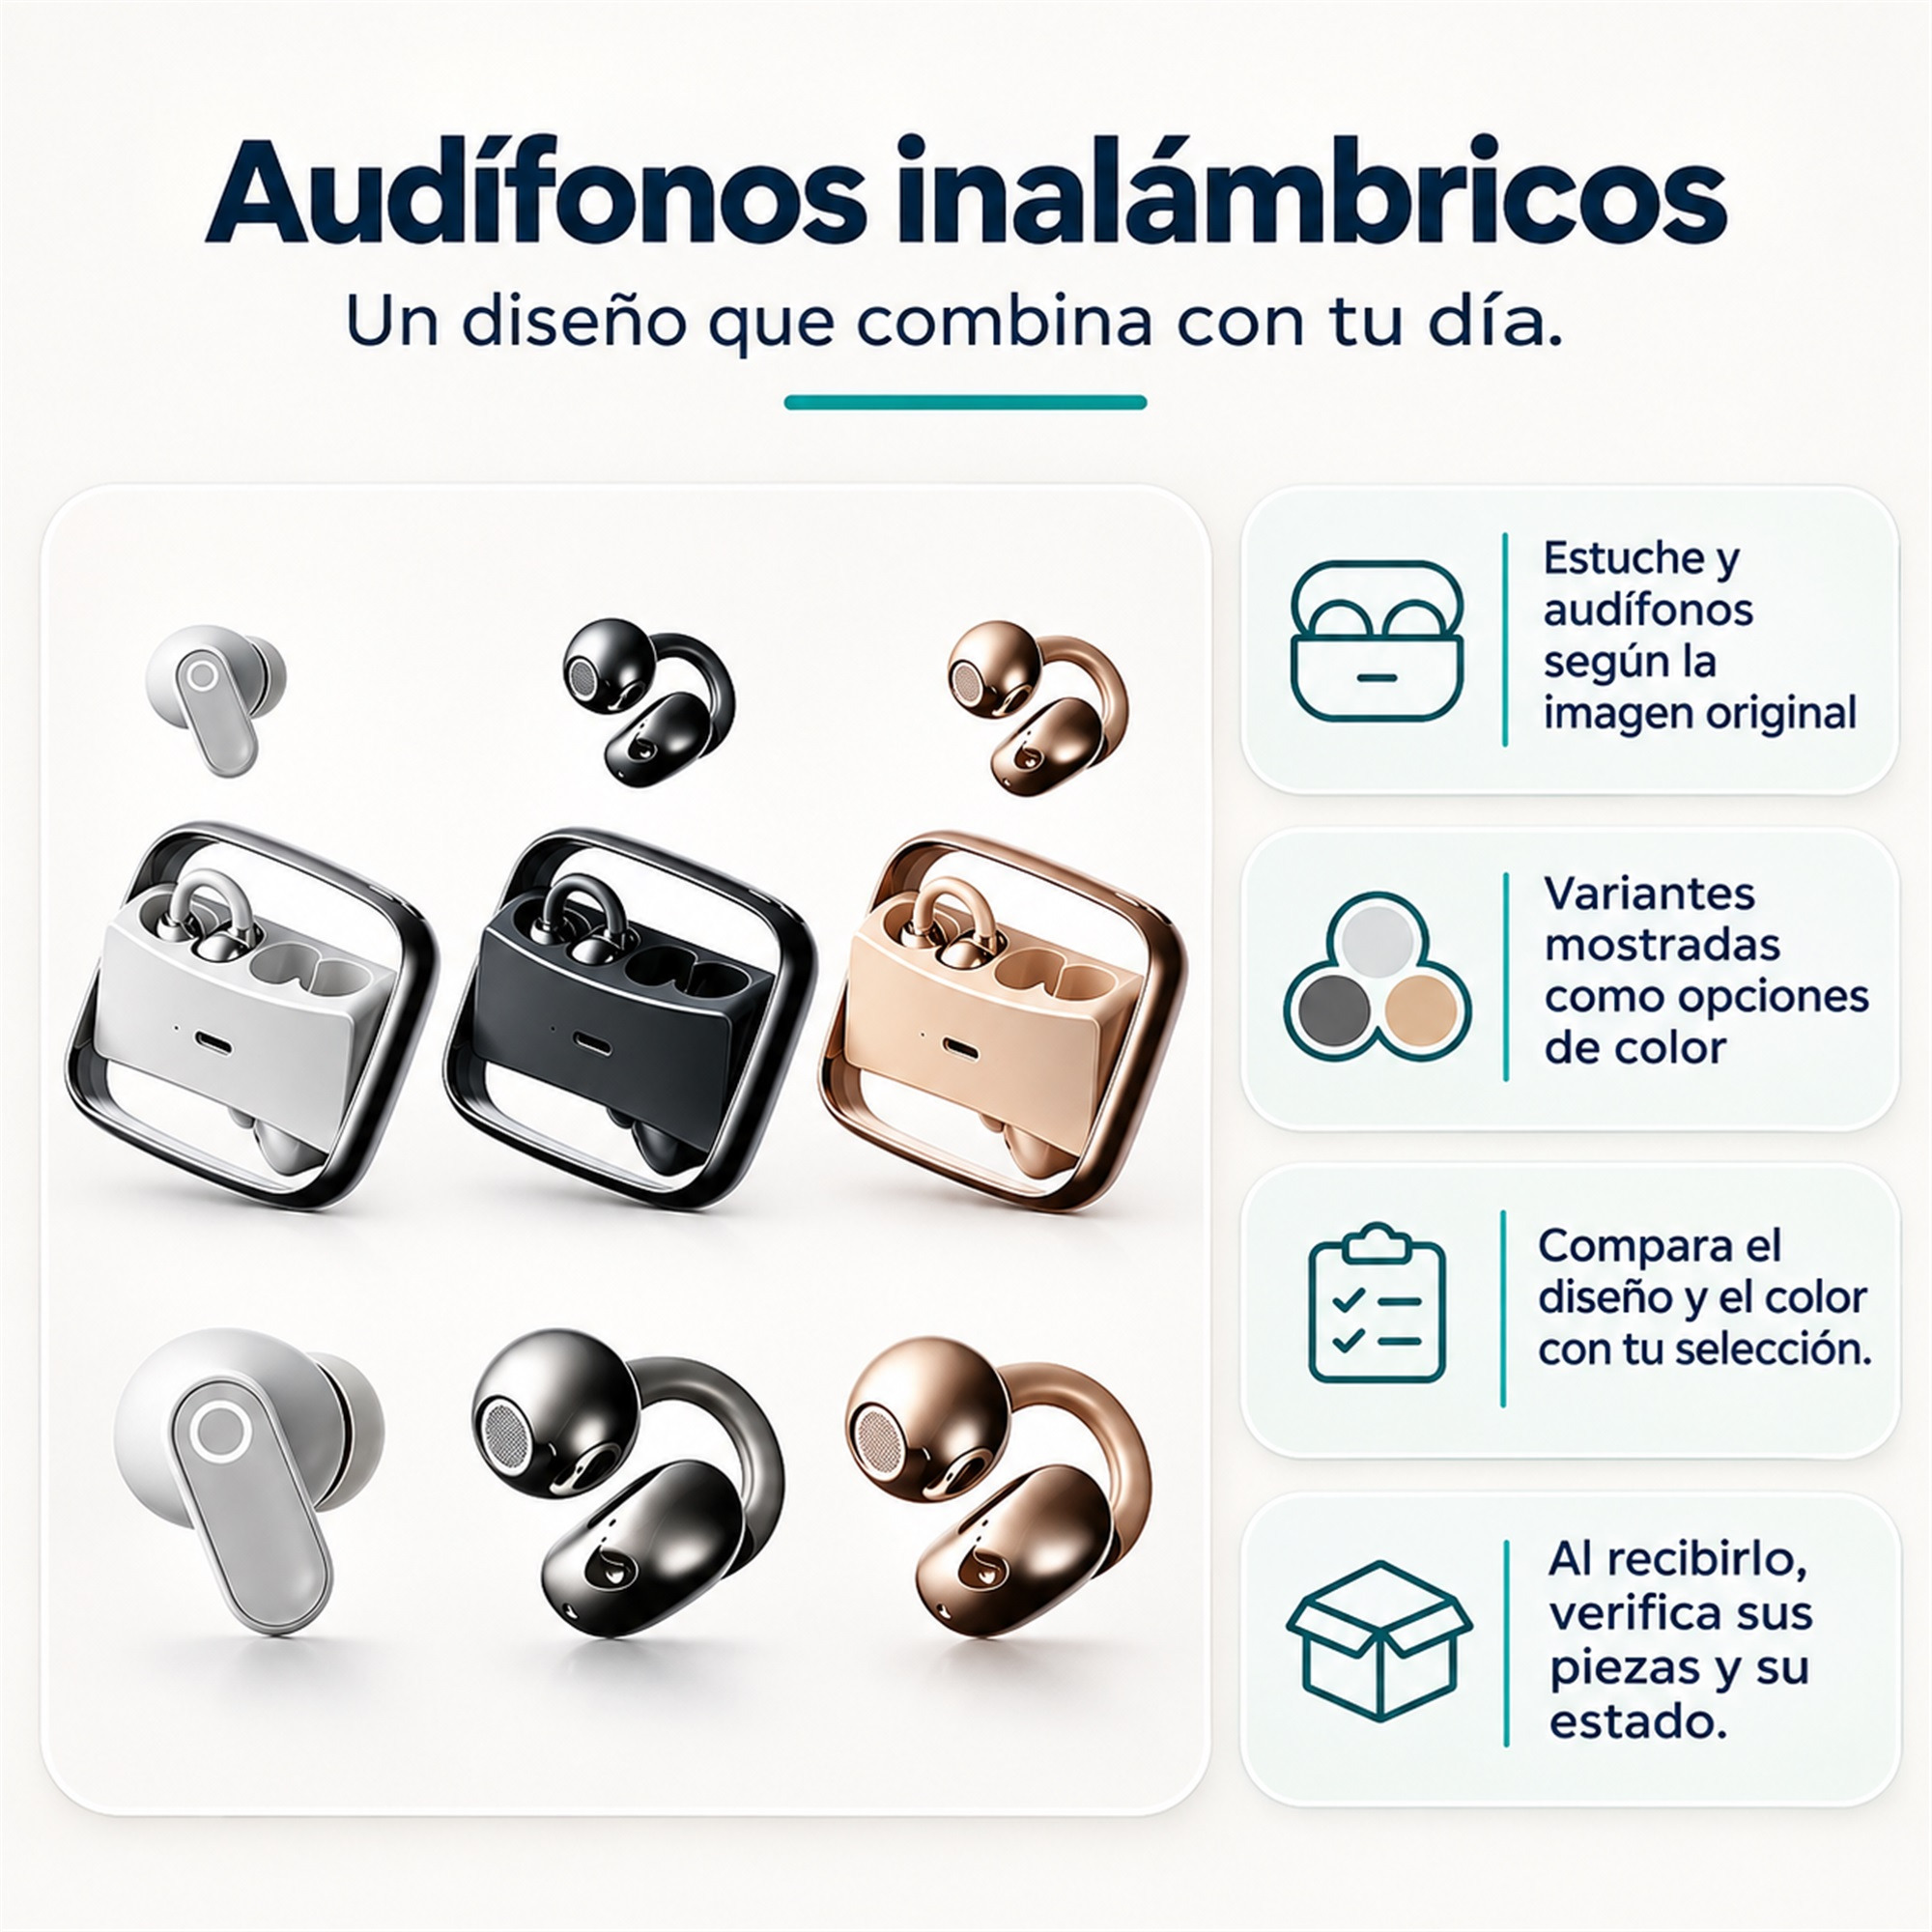 Audífonos inalámbricos
Un diseño que combina con tu día.
Estuche y
audífonos
según la
imagen original
Variantes
mostradas
como opciones
de color
Compara el
diseño y el color
con tu selección.
Al recibirlo,
verifica sus
piezas y su
estado.